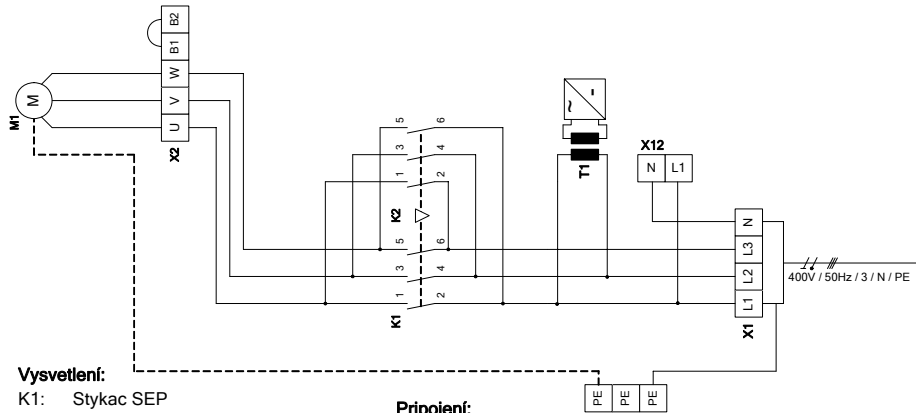 B2
B1
W
V
U
X2
M
M1
5 6
3 4
1 2
K2
5 6
3 4
1 2
K1
~ -
T1
X12
N L1
N
L3
L2
L1
X1
400V / 50Hz / 3 / N / PE
PE PE PE
Vysvetlení:
K1: Stykac SEP
Pripojení: